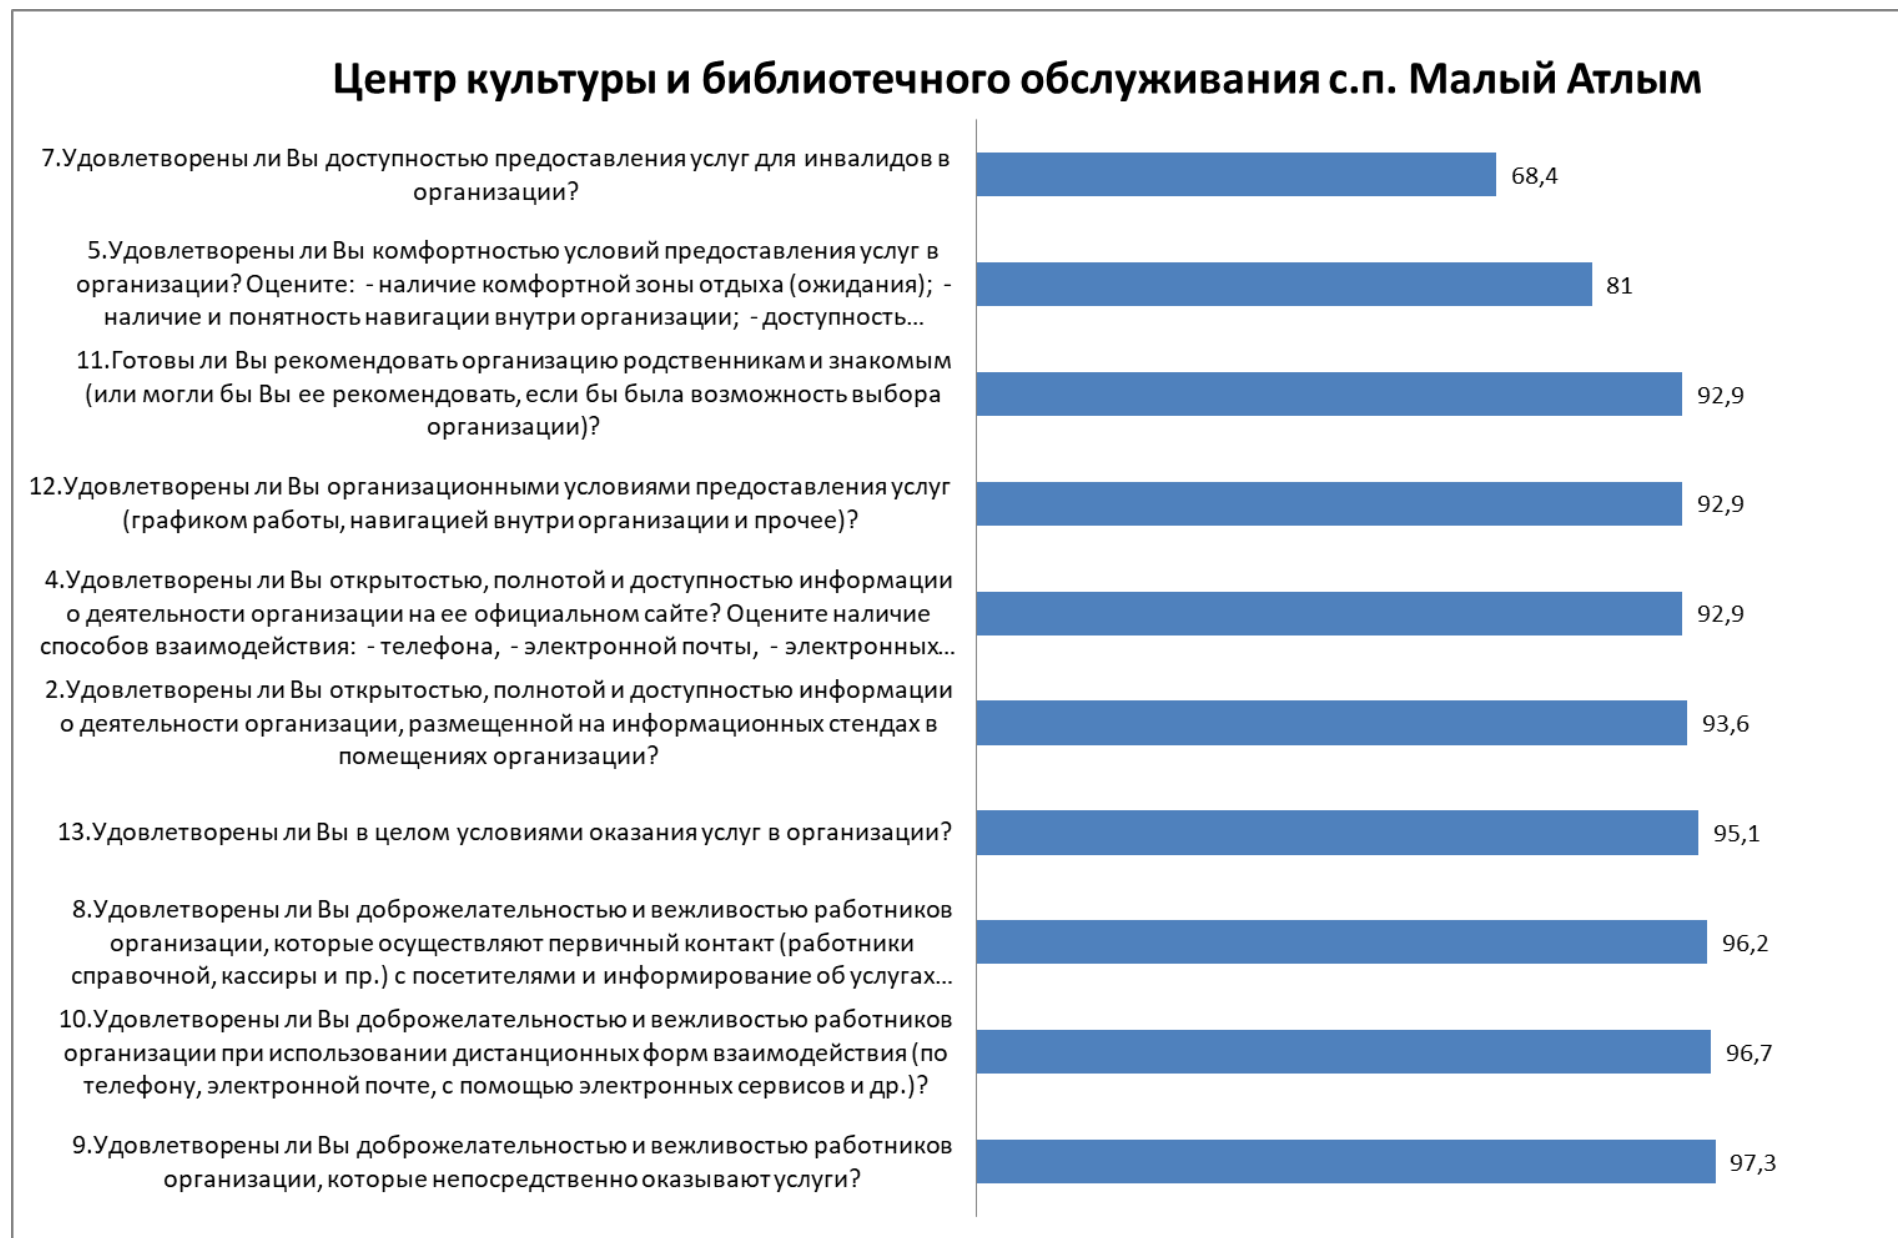 Центр культуры и библиотечного обслуживания с.п. Малый Атлым
7.Удовлетворены ли Вы доступностью предоставления услуг для инвалидов в
организации?
68,4
5.Удовлетворены ли Вы комфортностью условий предоставления услуг в
организации? Оцените:  - наличие комфортной зоны отдыха (ожидания);  -
наличие и понятность навигации внутри организации;  - доступность...
81
11.Готовы ли Вы рекомендовать организацию родственникам и знакомым
(или могли бы Вы ее рекомендовать, если бы была возможность выбора
организации)?
92,9
12.Удовлетворены ли Вы организационными условиями предоставления услуг
(графиком работы, навигацией внутри организации и прочее)?
92,9
4.Удовлетворены ли Вы открытостью, полнотой и доступностью информации
о деятельности организации на ее официальном сайте? Оцените наличие
способов взаимодействия:  - телефона,  - электронной почты,  - электронных...
92,9
2.Удовлетворены ли Вы открытостью, полнотой и доступностью информации
о деятельности организации, размещенной на информационных стендах в
помещениях организации?
93,6
13.Удовлетворены ли Вы в целом условиями оказания услуг в организации?
95,1
8.Удовлетворены ли Вы доброжелательностью и вежливостью работников
организации, которые осуществляют первичный контакт (работники
справочной, кассиры и пр.) с посетителями и информирование об услугах...
96,2
10.Удовлетворены ли Вы доброжелательностью и вежливостью работников
организации при использовании дистанционных форм взаимодействия (по
телефону, электронной почте, с помощью электронных сервисов и др.)?
96,7
9.Удовлетворены ли Вы доброжелательностью и вежливостью работников
организации, которые непосредственно оказывают услуги?
97,3